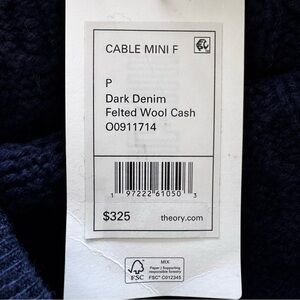 CABLE MINI F
P
Dark Denim
Felted Wool Cash
O0911714
1 97222 61050 3
$325 theory.com
FSC
MIX
Paper | Supporting
responsible forestry
FSC® C012345